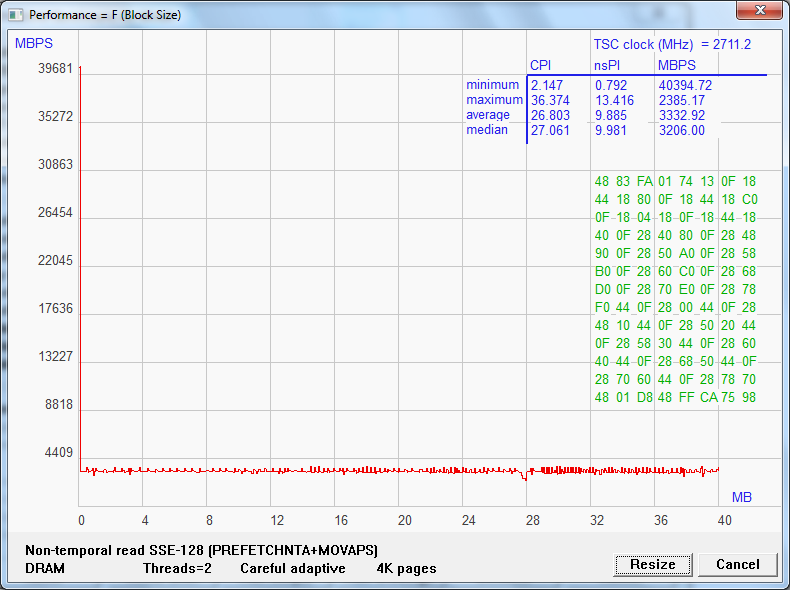 Performance = F (Block Size)
MBPS
TSC clock (MHz) = 2711.2
CPI nsPI MBPS
minimum 2.147 0.792 40394.72
maximum 36.374 13.416 2385.17
average 26.803 9.885 3332.92
median 27.061 9.981 3206.00
39681
35272
30863
26454
22045
17636
13227
8818
4409
48 83 FA 01 74 13 0F 18
44 18 80 0F 18 44 18 C0
0F 18 04 18 0F 18 44 18
40 0F 28 40 80 0F 28 48
90 0F 28 50 A0 0F 28 58
B0 0F 28 60 C0 0F 28 68
D0 0F 28 70 E0 0F 28 78
F0 44 0F 28 00 44 0F 28
48 10 44 0F 28 50 20 44
0F 28 58 30 44 0F 28 60
40 44 0F 28 68 50 44 0F
28 70 60 44 0F 28 78 70
48 01 D8 48 FF CA 75 98
MB
0 4 8 12 16 20 24 28 32 36 40
Non-temporal read SSE-128 (PREFETCHNTA+MOVAPS)
DRAM Threads=2 Careful adaptive 4K pages
Resize Cancel